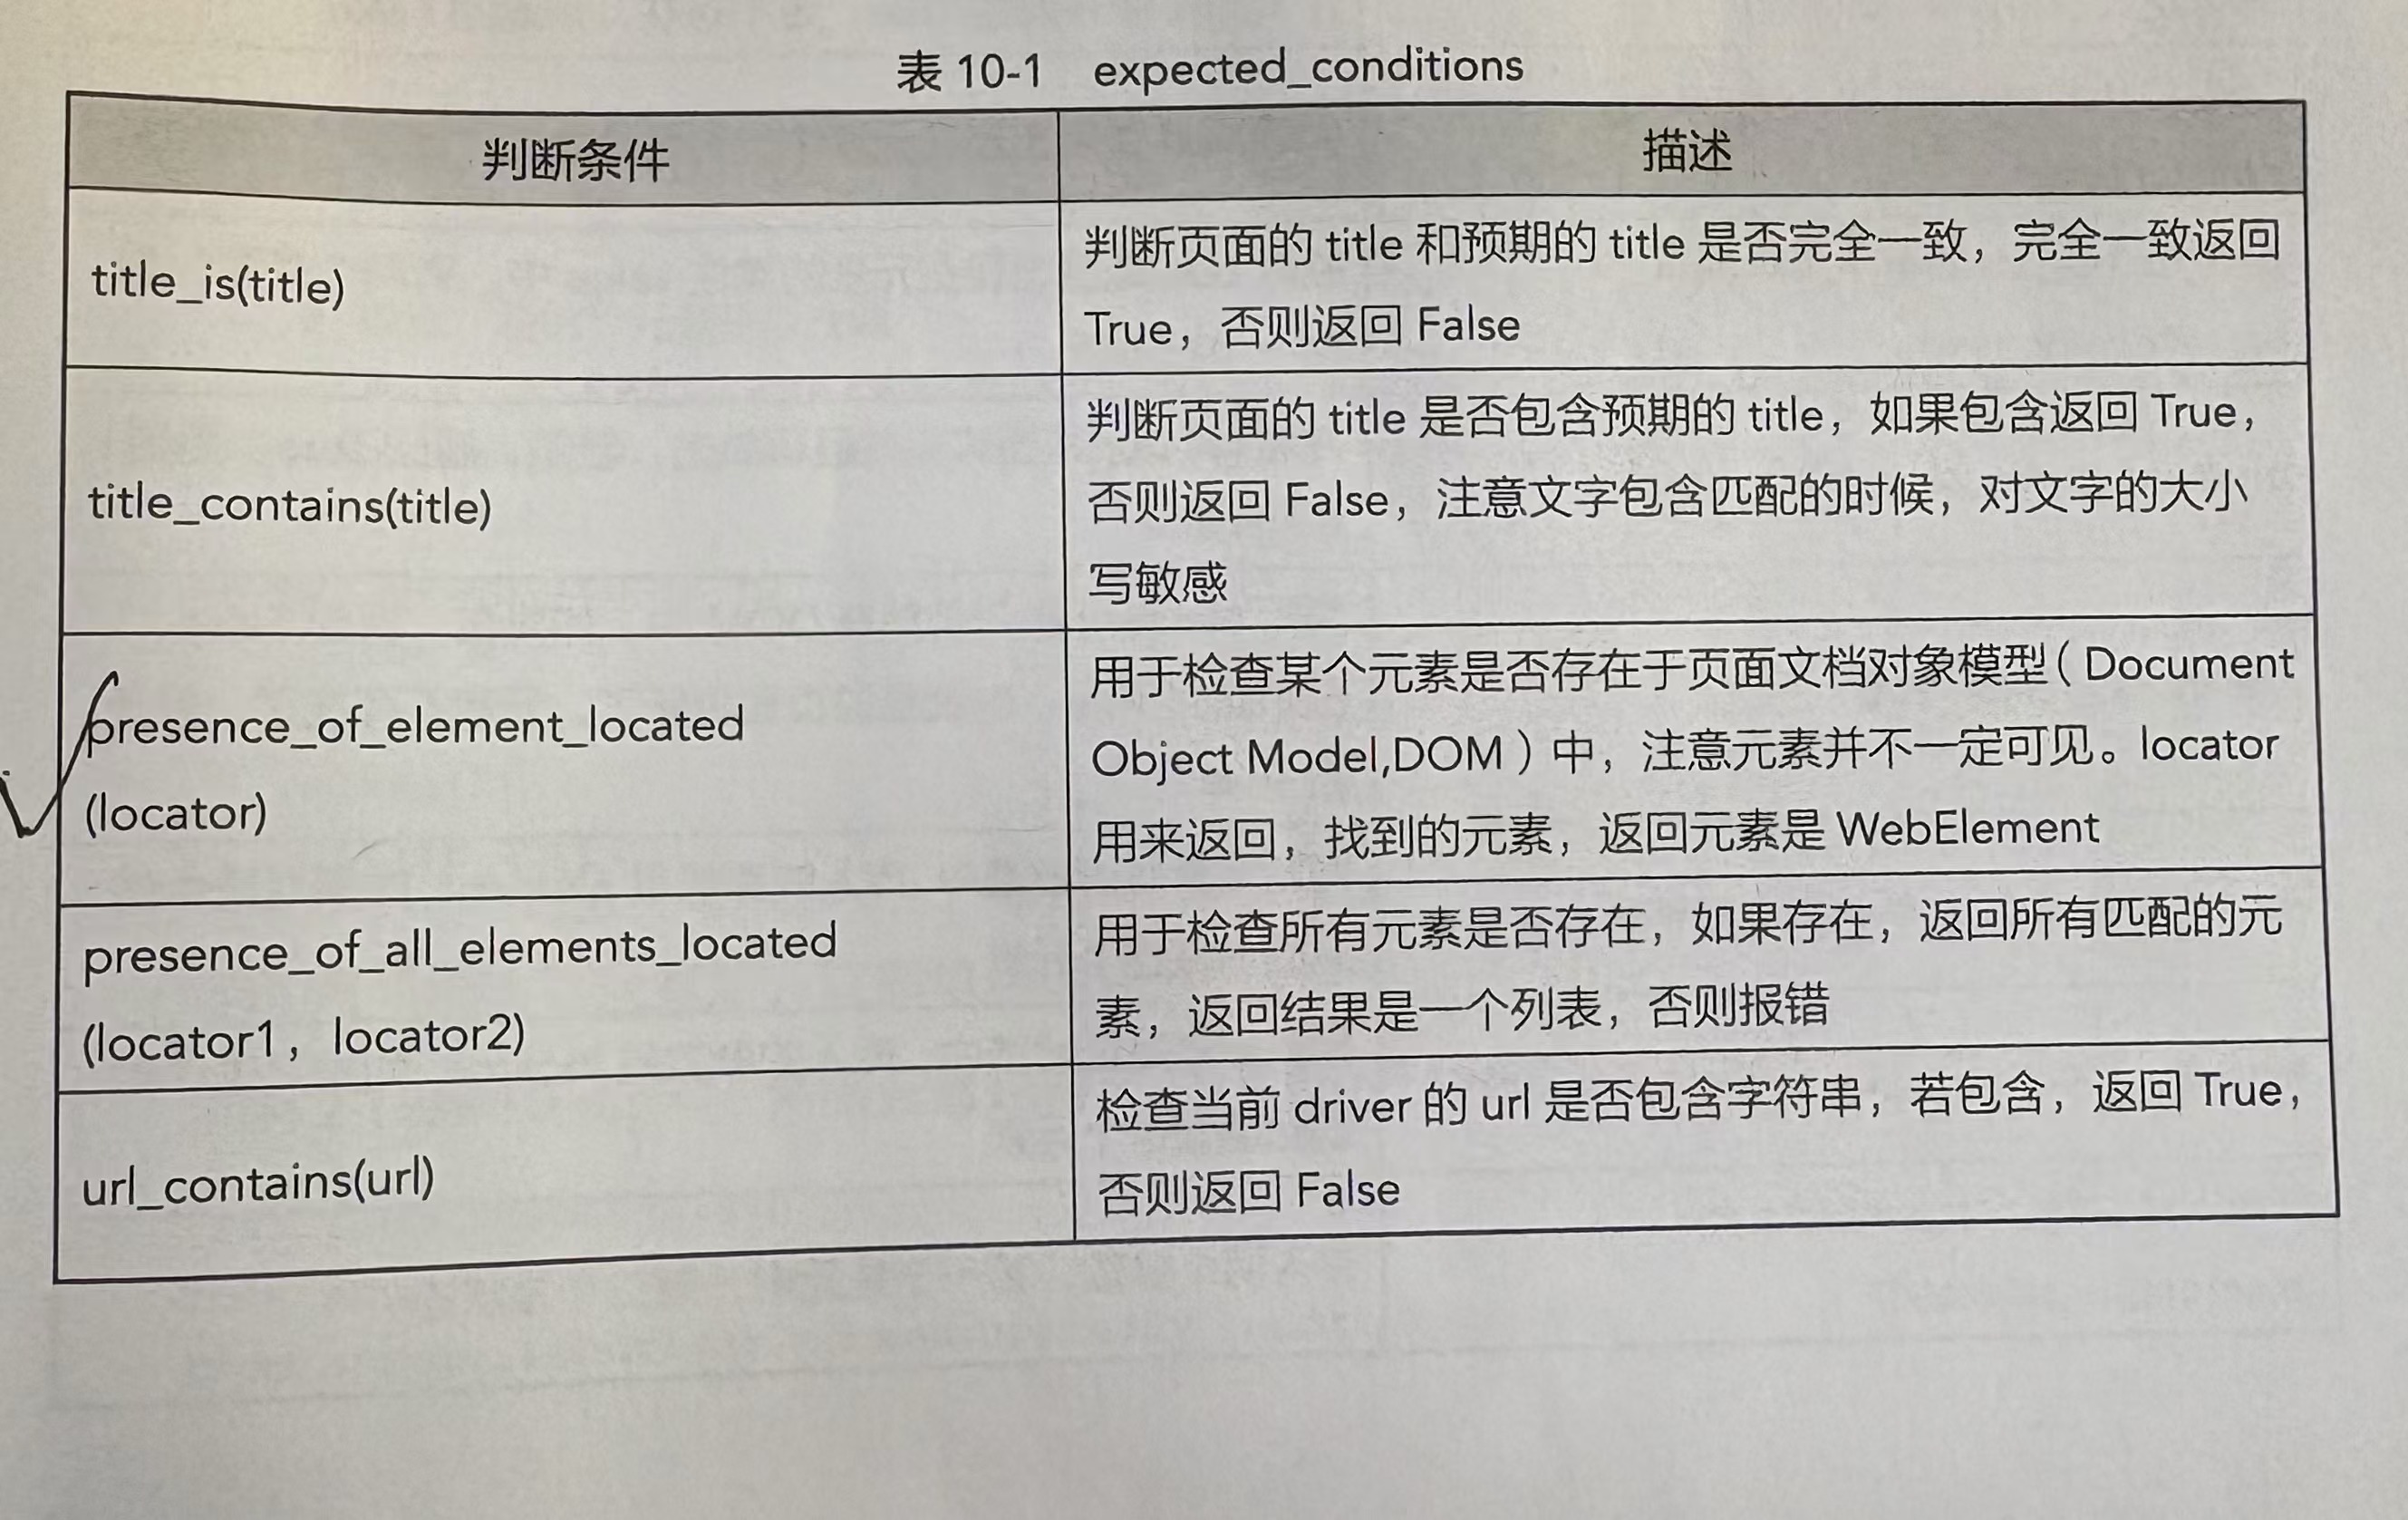 表 10-1 expected_conditions
判断条件
描述
title_is(title)
判断页面的 title 和预期的 title 是否完全一致，完全一致返回
True，否则返回 False
title_contains(title)
判断页面的 title 是否包含预期的 title，如果包含返回 True，
否则返回 False，注意文字包含匹配的时候，对文字的大小
写敏感
presence_of_element_located
(locator)
用于检查某个元素是否存在于页面文档对象模型（Document
Object Model,DOM）中，注意元素并不一定可见。locator
用来返回，找到的元素，返回元素是 WebElement
presence_of_all_elements_located
(locator1，locator2)
用于检查所有元素是否存在，如果存在，返回所有匹配的元
素，返回结果是一个列表，否则报错
url_contains(url)
检查当前 driver 的 url 是否包含字符串，若包含，返回 True，
否则返回 False